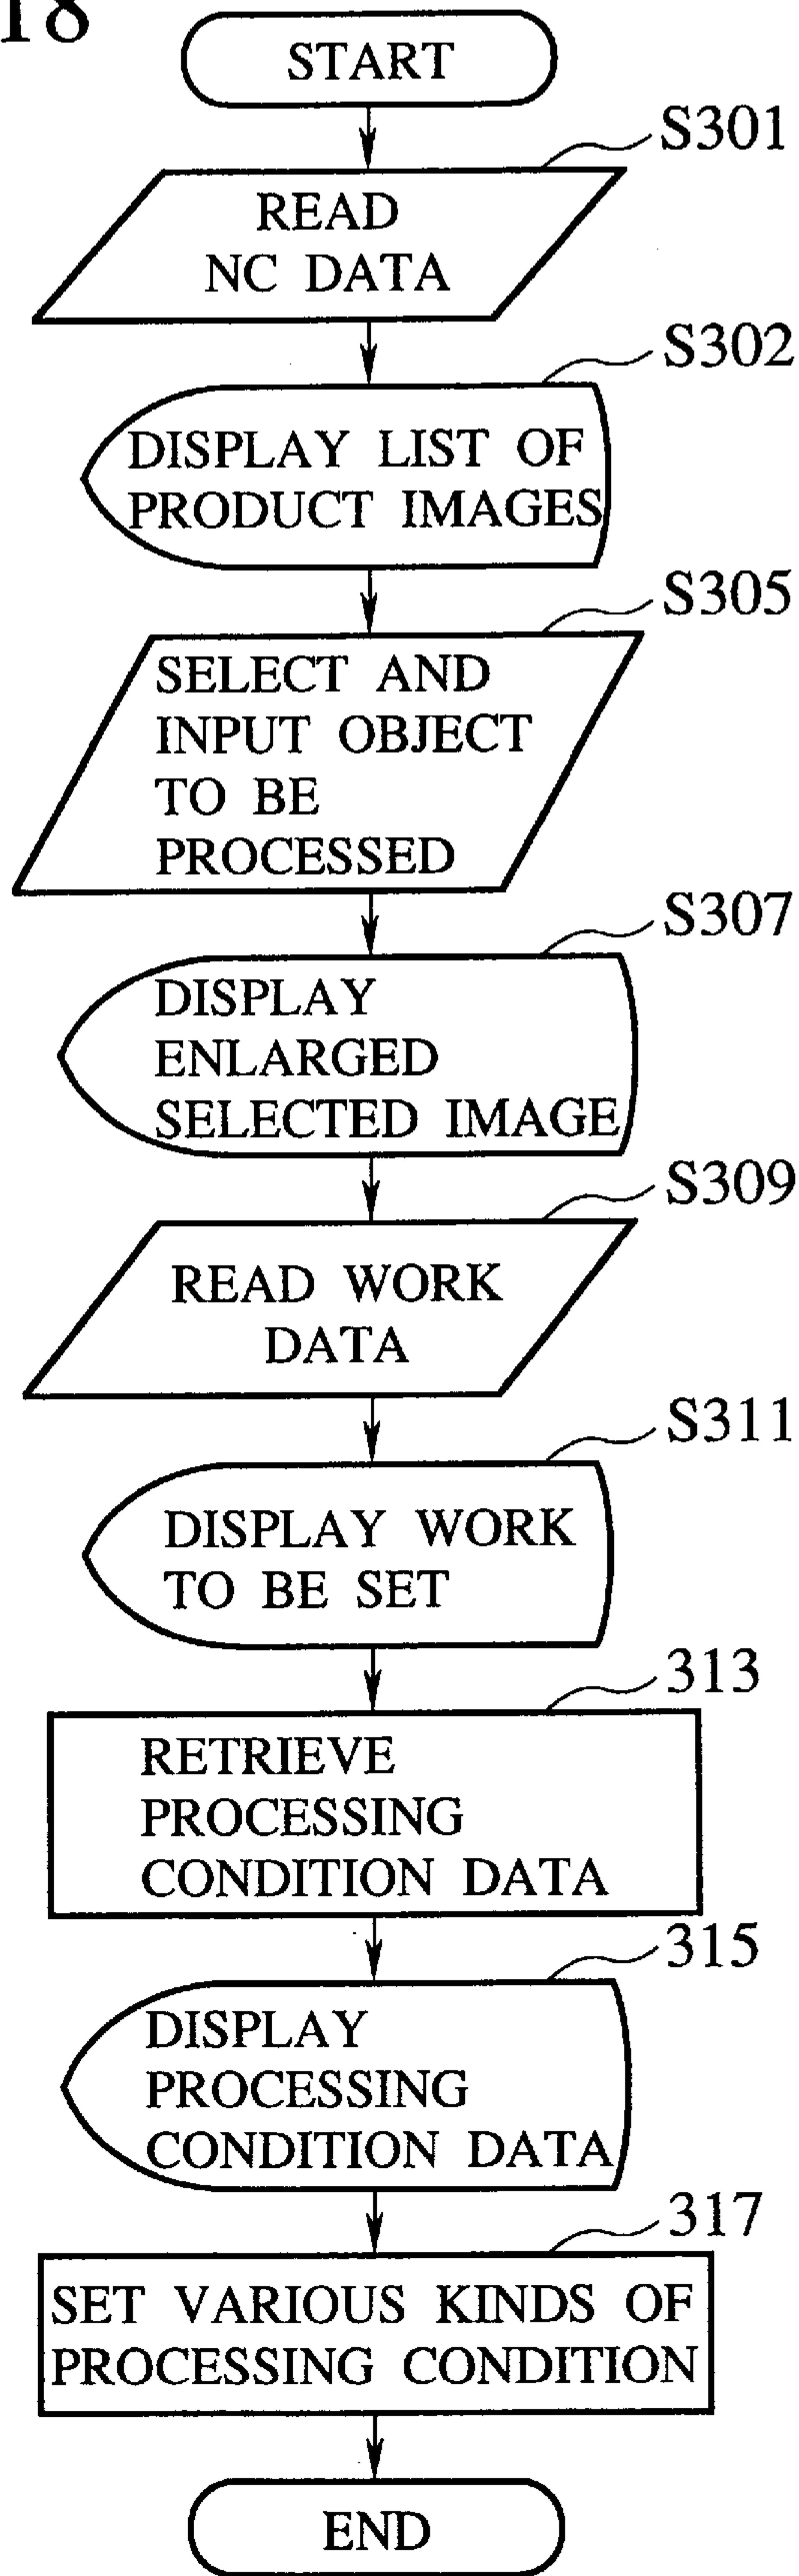 18
START
S301
READ
NC DATA
S302
DISPLAY LIST OF
PRODUCT IMAGES
S305
SELECT AND
INPUT OBJECT
TO BE
PROCESSED
S307
DISPLAY
ENLARGED
SELECTED IMAGE
S309
READ WORK
DATA
S311
DISPLAY WORK
TO BE SET
313
RETRIEVE
PROCESSING
CONDITION DATA
315
DISPLAY
PROCESSING
CONDITION DATA
317
SET VARIOUS KINDS OF
PROCESSING CONDITION
END